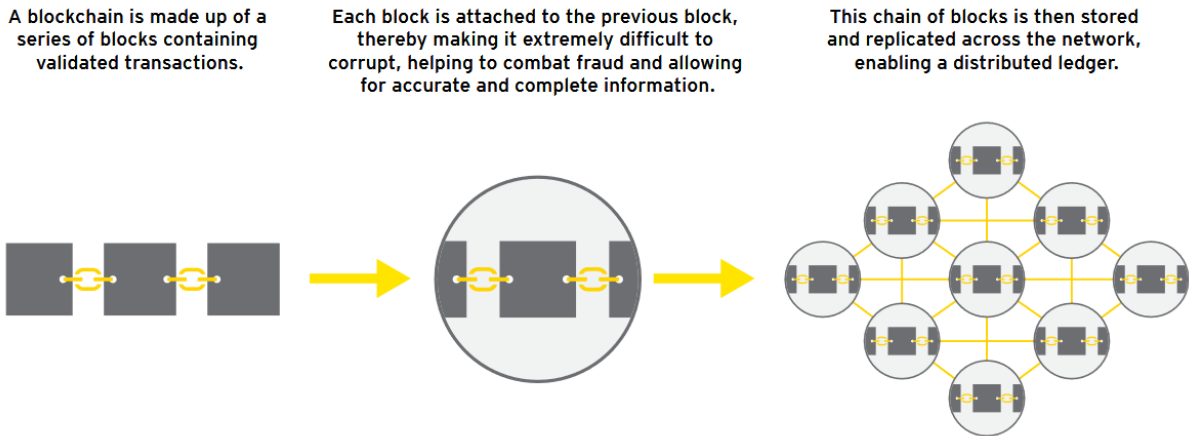 A blockchain is made up of a
series of blocks containing
validated transactions.
Each block is attached to the previous block,
thereby making it extremely difficult to
corrupt, helping to combat fraud and allowing
for accurate and complete information.
This chain of blocks is then stored
and replicated across the network,
enabling a distributed ledger.